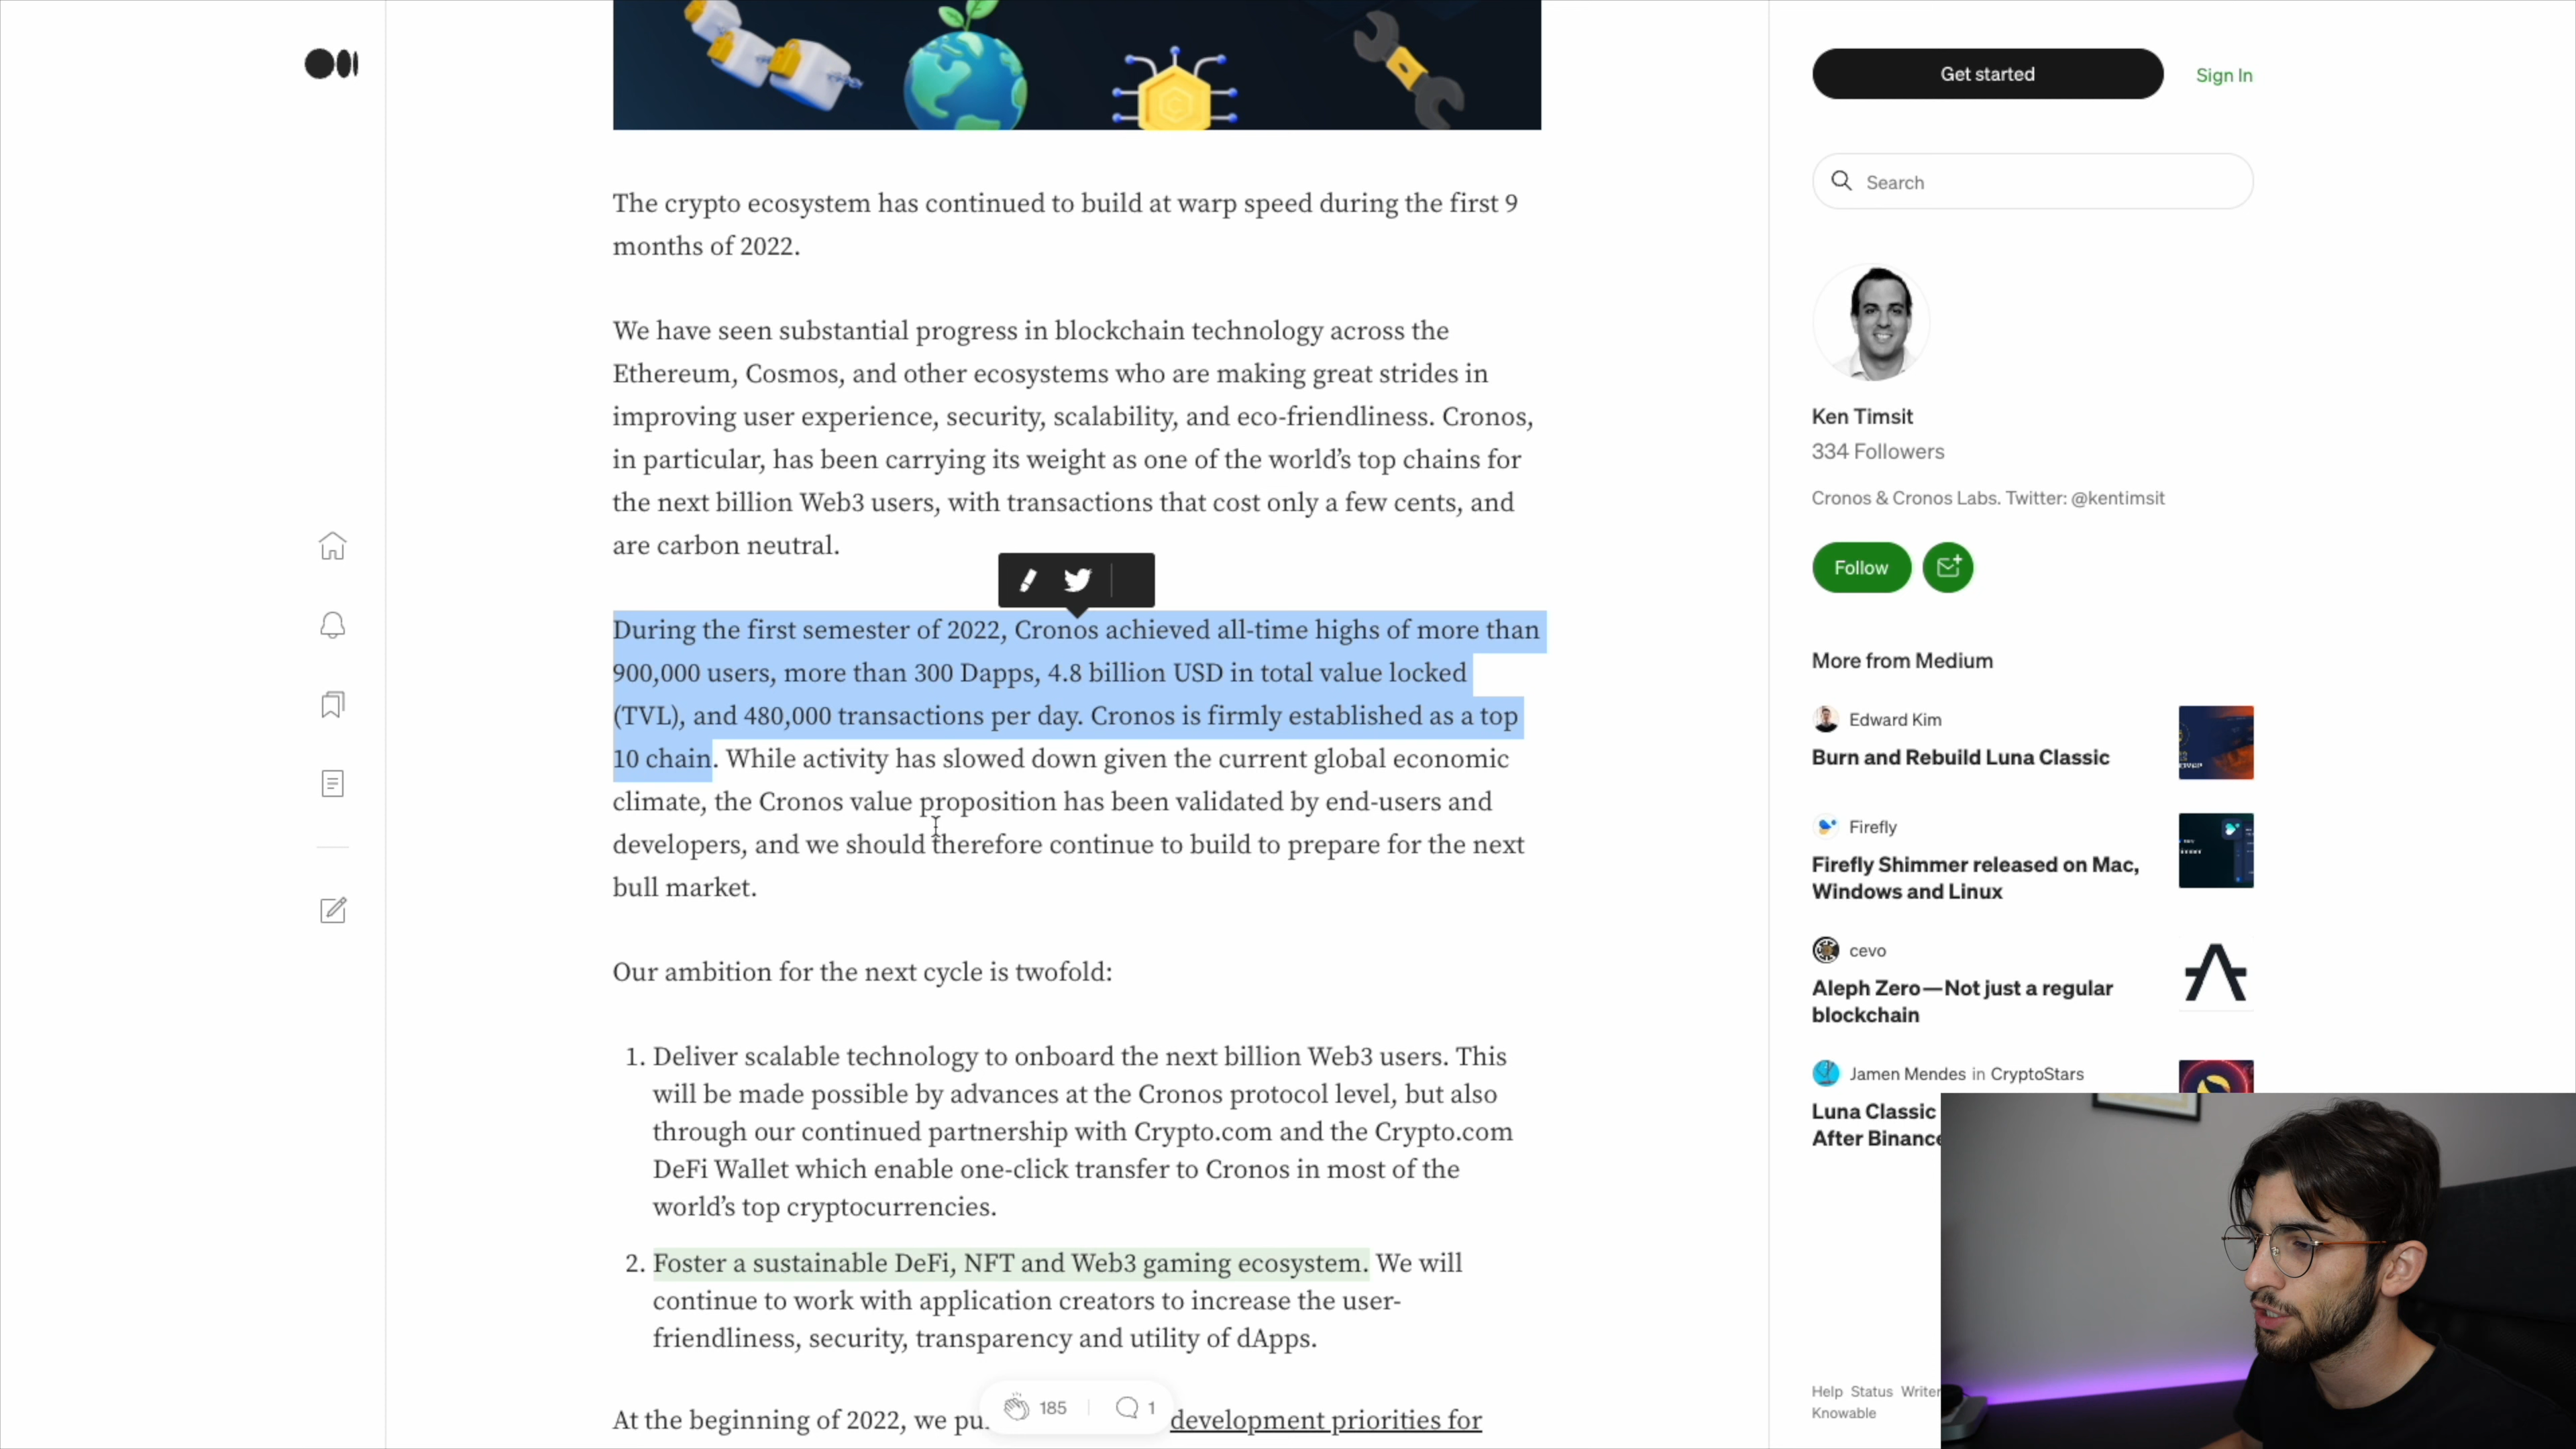 The crypto ecosystem has continued to build at warp speed during the first 9
months of 2022.
We have seen substantial progress in blockchain technology across the
Ethereum, Cosmos, and other ecosystems who are making great strides in
improving user experience, security, scalability, and eco-friendliness. Cronos,
in particular, has been carrying its weight as one of the world’s top chains for
the next billion Web3 users, with transactions that cost only a few cents, and
are carbon neutral.
During the first semester of 2022, Cronos achieved all-time highs of more than
900,000 users, more than 300 Dapps, 4.8 billion USD in total value locked
(TVL), and 480,000 transactions per day. Cronos is firmly established as a top
10 chain. While activity has slowed down given the current global economic
climate, the Cronos value proposition has been validated by end-users and
developers, and we should therefore continue to build to prepare for the next
bull market.
Our ambition for the next cycle is twofold:
1. Deliver scalable technology to onboard the next billion Web3 users. This
will be made possible by advances at the Cronos protocol level, but also
through our continued partnership with Crypto.com and the Crypto.com
DeFi Wallet which enable one-click transfer to Cronos in most of the
world’s top cryptocurrencies.
2. Foster a sustainable DeFi, NFT and Web3 gaming ecosystem. We will
continue to work with application creators to increase the user-
friendliness, security, transparency and utility of dApps.
At the beginning of 2022, we pu development priorities for
185 1
Get started Sign In
Search
Ken Timsit
334 Followers
Cronos & Cronos Labs. Twitter: @kentimsit
Follow
More from Medium
Edward Kim
Burn and Rebuild Luna Classic
Firefly
Firefly Shimmer released on Mac,
Windows and Linux
cevo
Aleph Zero—Not just a regular
blockchain
Jamen Mendes in CryptoStars
Luna Classic
After Binance
Help Status Writer
Knowable